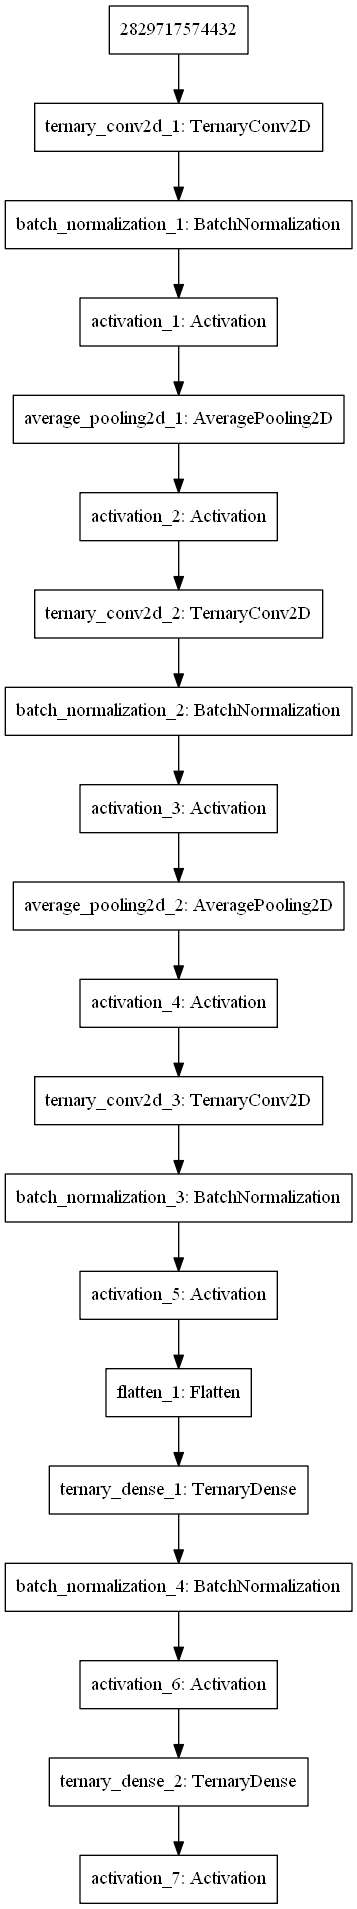 2829717574432
ternary_conv2d_1: TernaryConv2D
batch_normalization_1: BatchNormalization
activation_1: Activation
average_pooling2d_1: AveragePooling2D
activation_2: Activation
ternary_conv2d_2: TernaryConv2D
batch_normalization_2: BatchNormalization
activation_3: Activation
average_pooling2d_2: AveragePooling2D
activation_4: Activation
ternary_conv2d_3: TernaryConv2D
batch_normalization_3: BatchNormalization
activation_5: Activation
flatten_1: Flatten
ternary_dense_1: TernaryDense
batch_normalization_4: BatchNormalization
activation_6: Activation
ternary_dense_2: TernaryDense
activation_7: Activation